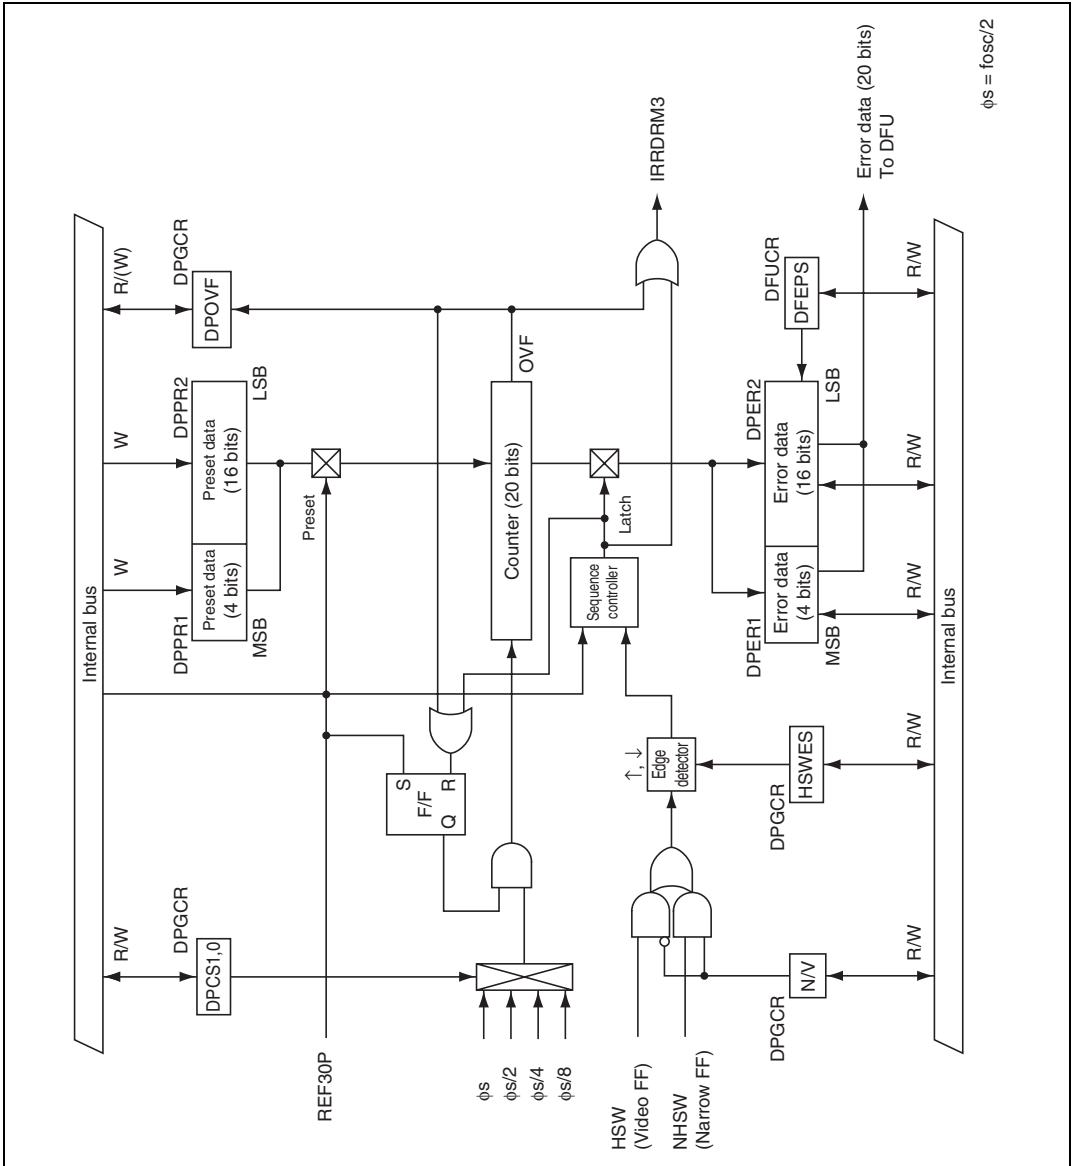 Internal bus
R/W
W
W
R/(W)
DPGCR
DPCS1,0
DPPR1
DPPR2
Preset data
(4 bits)
Preset data
(16 bits)
MSB
LSB
DPGCR
DPOVF
REF30P
Preset
S
F/F
Q
R
φs
φs/2
φs/4
φs/8
Counter (20 bits)
OVF
Sequence
controller
Latch
IRRDRM3
HSW
(Video FF)
NHSW
(Narrow FF)
↑, ↓
Edge
detector
DPGCR
N/V
DPGCR
HSWES
DPER1
DPER2
Error data
(4 bits)
Error data
(16 bits)
MSB
LSB
DFUCR
DFEPS
Error data (20 bits)
To DFU
R/W
R/W
R/W
R/W
R/W
Internal bus
φs = fosc/2